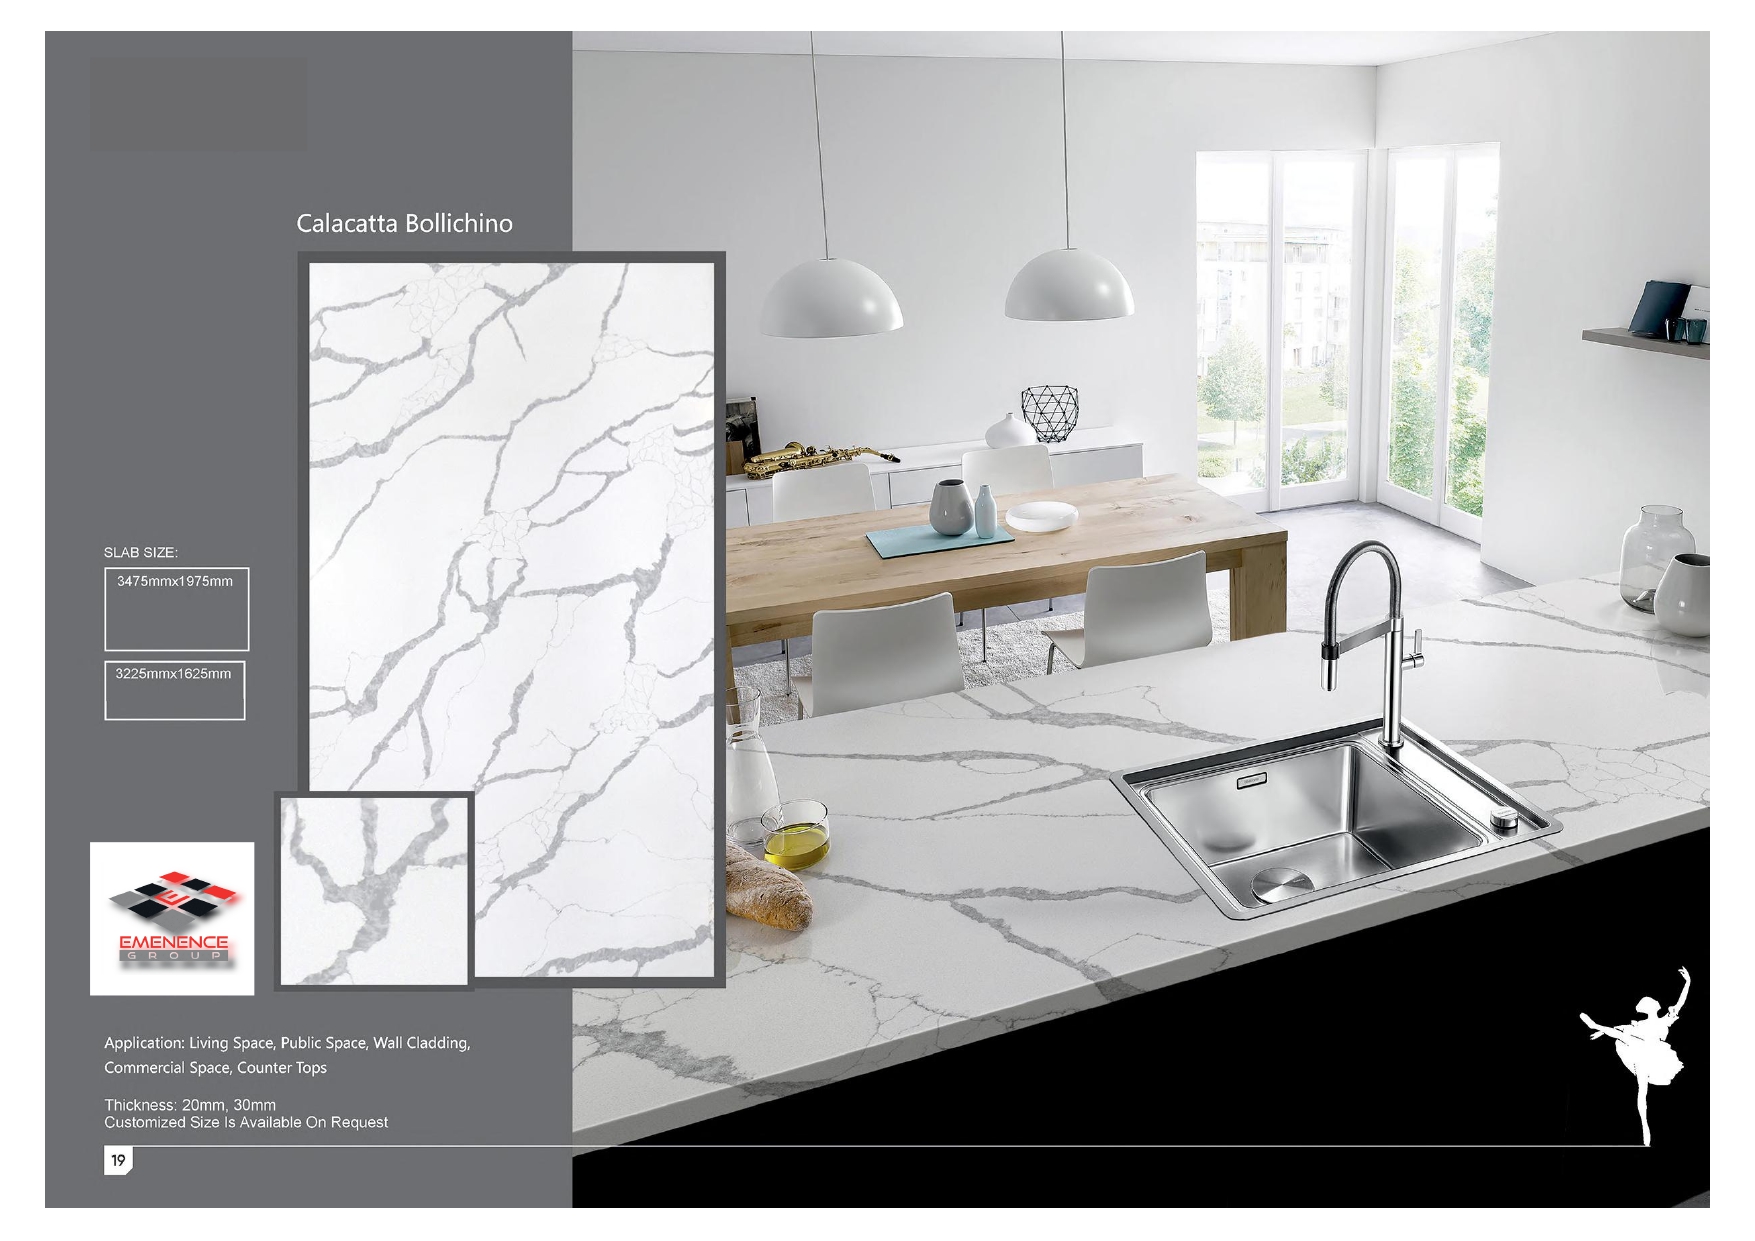 Calacatta Bollichino
SLAB SIZE:
3475mmx1975mm
3225mmx1625mm
E
EMENENCE
GROUP
Application: Living Space, Public Space, Wall Cladding,
Commercial Space, Counter Tops
Thickness: 20mm, 30mm
Customized Size Is Available On Request
19